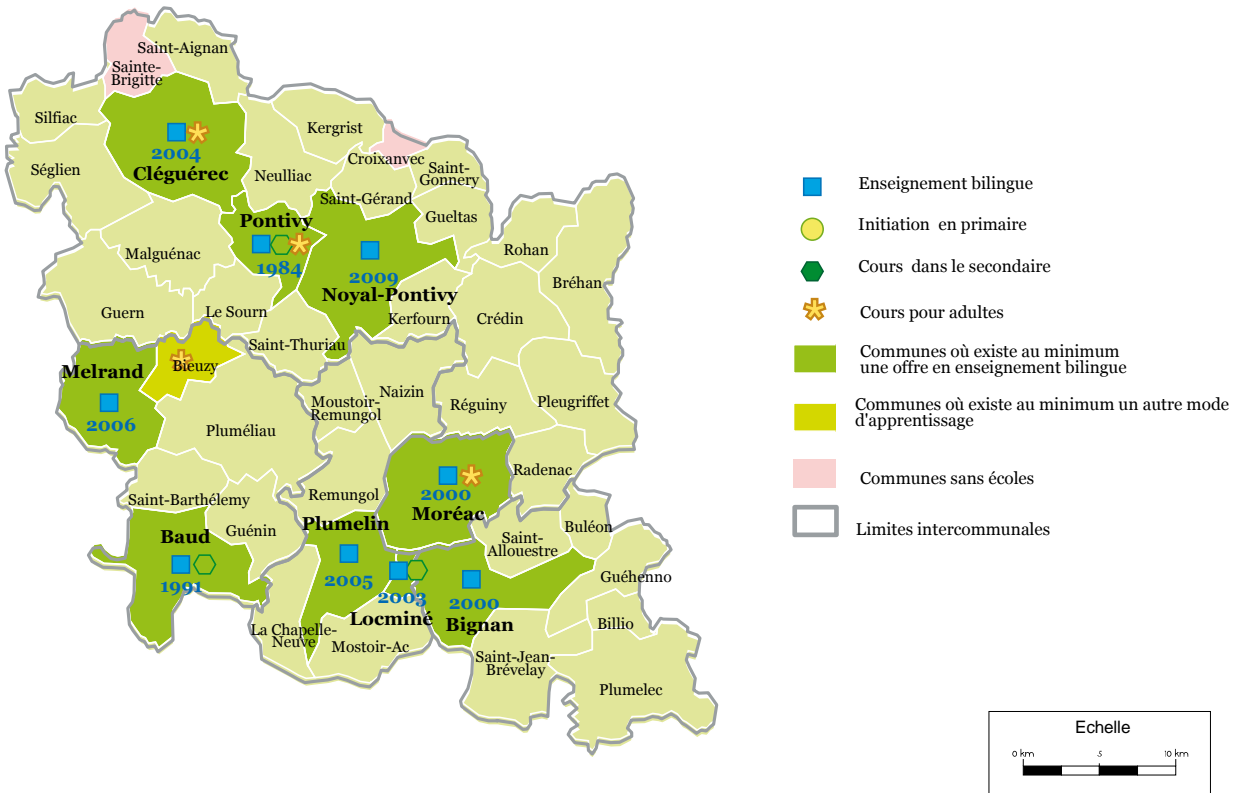 Saint-Aignan
Sainte-
Brigitte
Silfiac
Kergrist
2004
Croixanvec
Séglien
Cléguérec
Neulliac
Saint-
Gonnery
Saint-Gérand
Pontivy
Gueltas
Malguénac
1984
Rohan
2009
Bréhan
Noyal-Pontivy
Guern
Le Sourn
Kerfourn
Crédin
Saint-Thuriau
Melrand
Bieuzy
Naizin
Moustoir-
Remungol
Réguiny
Pleugriffet
2006
Pluméliau
Radenac
Saint-Barthélemy
Remungol
2000
Moréac
Plumelin
Buléon
Guénin
Baud
Saint-
Allouestre
2005
Guéhenno
1991
2003
2000
Locminé
Bignan
Billio
La Chapelle-
Neuve
Mostoir-Ac
Saint-Jean-
Brévelay
Plumelec
Enseignement bilingue
Initiation en primaire
Cours dans le secondaire
Cours pour adultes
Communes où existe au minimum
une offre en enseignement bilingue
Communes où existe au minimum un autre mode
d'apprentissage
Communes sans écoles
Limites intercommunales
Echelle
0 km 5 10 km